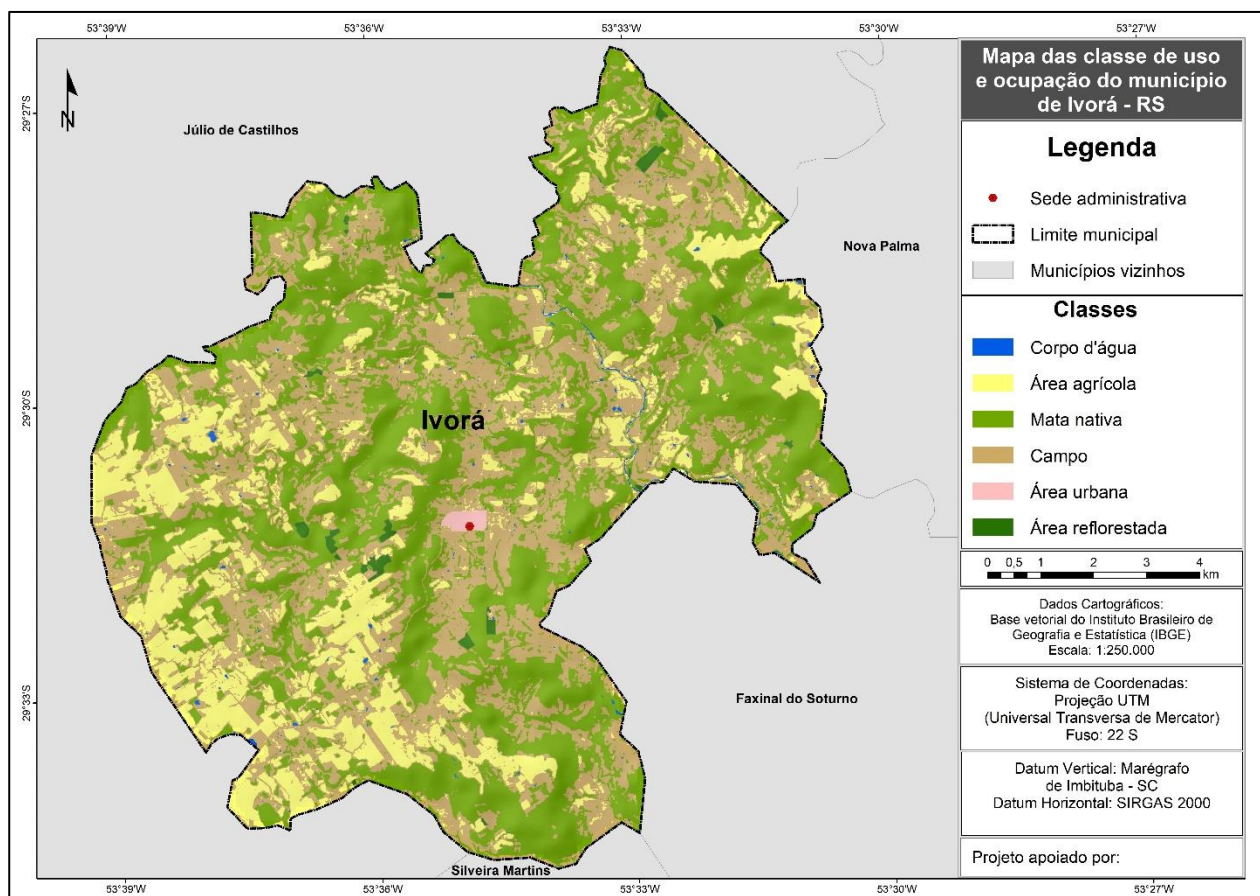 53°39'W
53°36'W
53°33'W
53°30'W
53°27'W
29°27'S
29°30'S
29°33'S
N
Júlio de Castilhos
Nova Palma
Ivorá
Faxinal do Soturno
Silveira Martins
53°39'W
53°36'W
53°33'W
53°30'W
53°27'W
Mapa das classe de uso
e ocupação do município
de Ivorá - RS
Legenda
Sede administrativa
Limite municipal
Municípios vizinhos
Classes
Corpo d'água
Área agrícola
Mata nativa
Campo
Área urbana
Área reflorestada
0 0,5 1 2 3 4
km
Dados Cartográficos:
Base vetorial do Instituto Brasileiro de
Geografia e Estatística (IBGE)
Escala: 1:250.000
Sistema de Coordenadas:
Projeção UTM
(Universal Transversa de Mercator)
Fuso: 22 S
Datum Vertical: Marégrafo
de Imbituba - SC
Datum Horizontal: SIRGAS 2000
Projeto apoiado por: